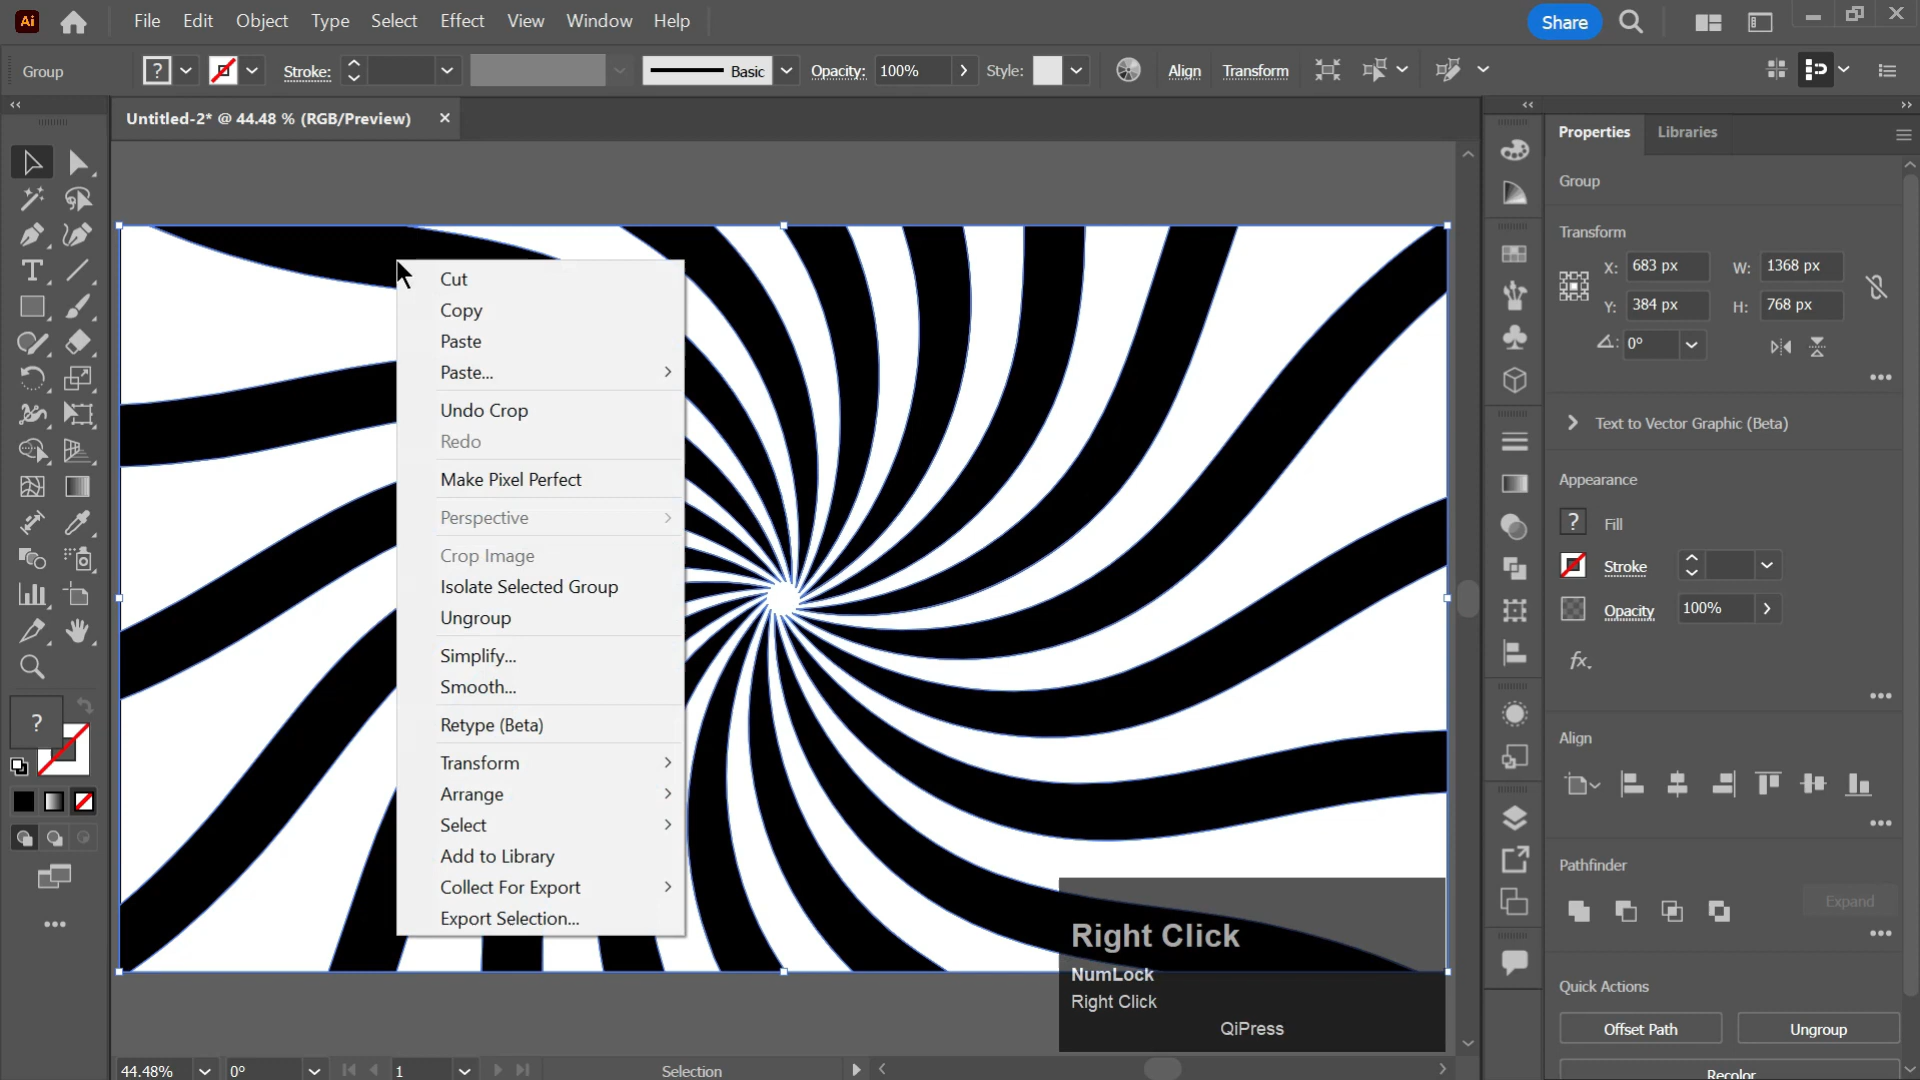 Ai
File Edit Object Type Select Effect View Window Help
Share
Group
?
Stroke:
Basic
Opacity: 100%
Style:
Align
Transform
Untitled-2* @ 44.48 % (RGB/Preview)
Properties
Libraries
Group
Transform
X: 683 px
W: 1368 px
Y: 384 px
H: 768 px
0°
Text to Vector Graphic (Beta)
Appearance
? Fill
Stroke
Opacity 100%
fx.
Align
Pathfinder
Expand
Quick Actions
Offset Path
Ungroup
Recolor
Cut
Copy
Paste
Paste...
Undo Crop
Redo
Make Pixel Perfect
Perspective
Crop Image
Isolate Selected Group
Ungroup
Simplify...
Smooth...
Retype (Beta)
Transform
Arrange
Select
Add to Library
Collect For Export
Export Selection...
?
Right Click
NumLock
Right Click
QiPress
44.48%
0°
1
Selection